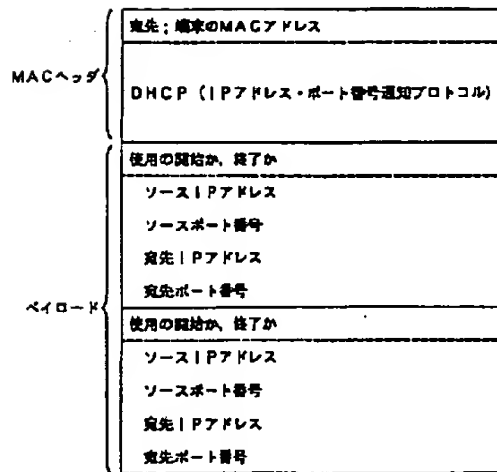 宛先；端末のMACアドレス
MACヘッダ
DHCP（IPアドレス・ポート番号通知プロトコル）
ペイロード
使用の開始か、終了か
ソースIPアドレス
ソースポート番号
宛先IPアドレス
宛先ポート番号
使用の開始か、終了か
ソースIPアドレス
ソースポート番号
宛先IPアドレス
宛先ポート番号